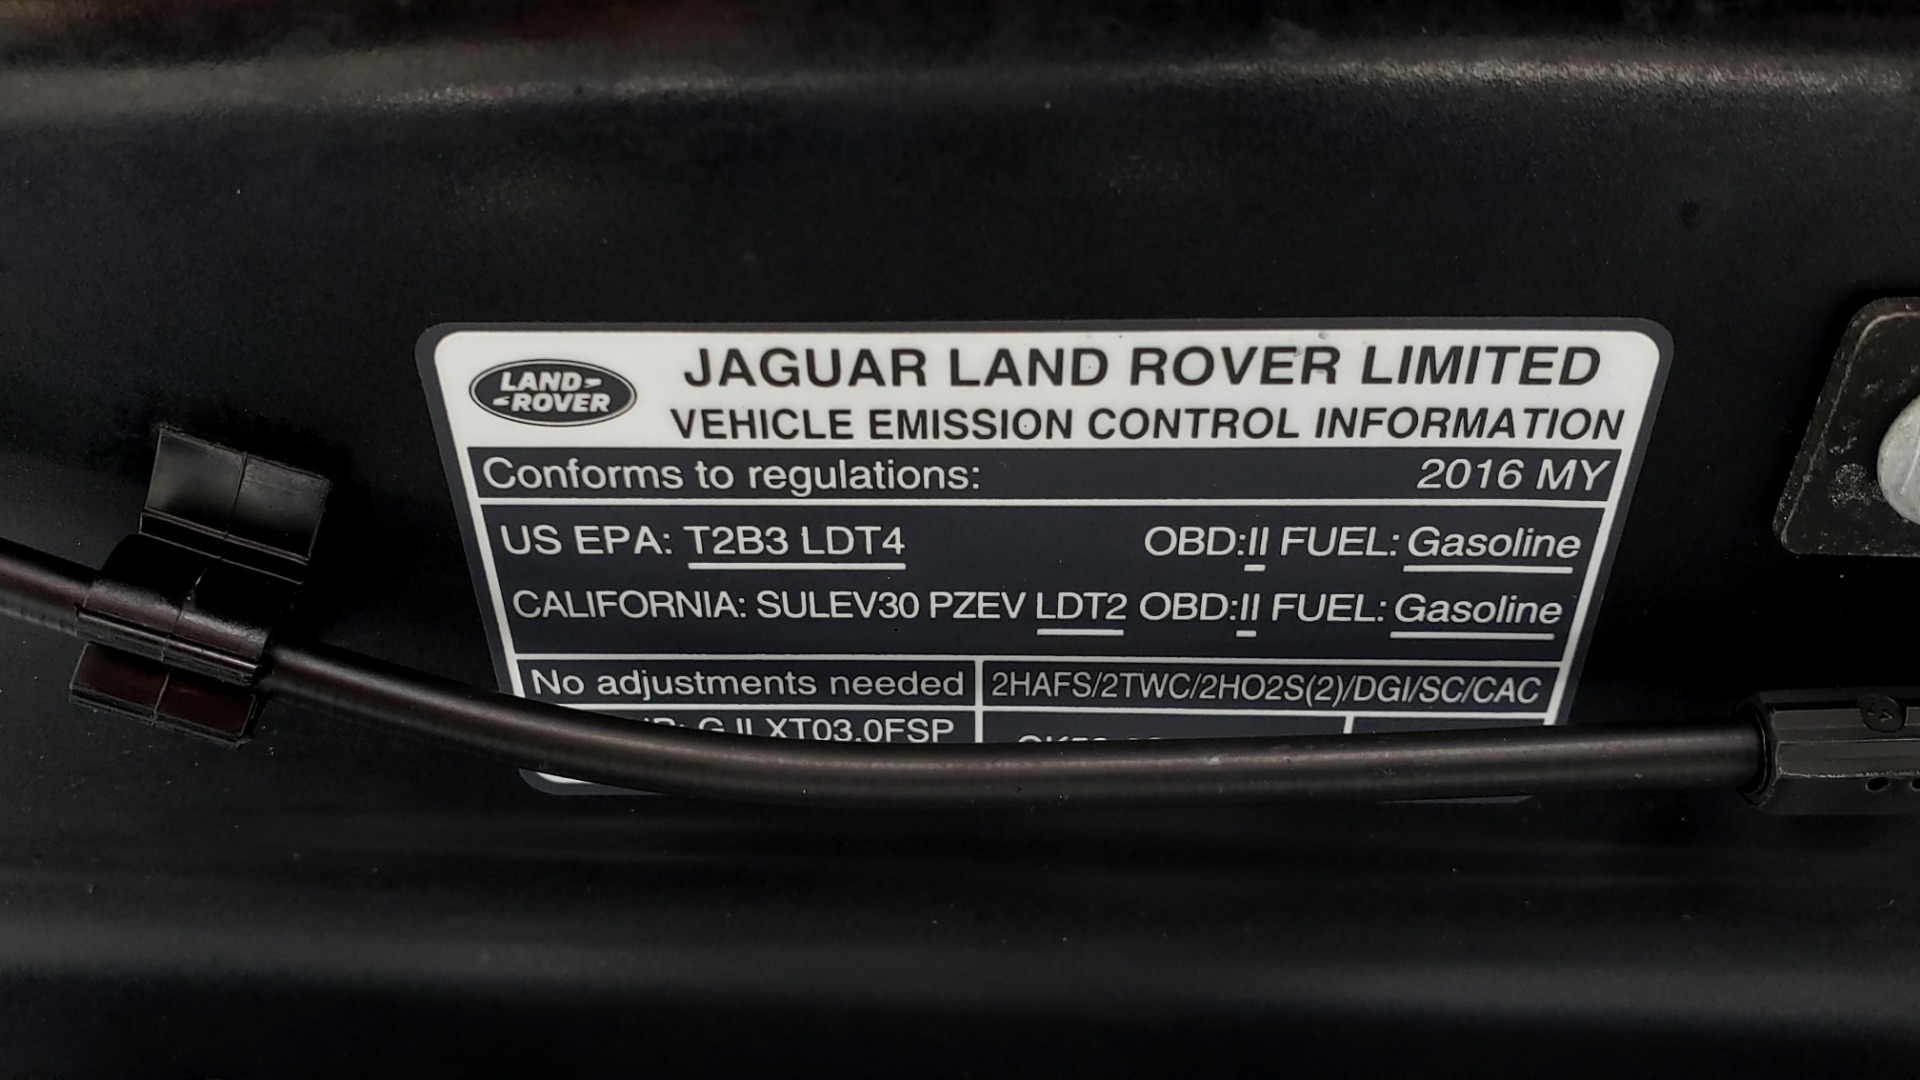 LAND
ROVER
JAGUAR LAND ROVER LIMITED
VEHICLE EMISSION CONTROL INFORMATION
Conforms to regulations: 2016 MY
US EPA: T2B3 LDT4 OBD:II FUEL: Gasoline
CALIFORNIA: SULEV30 PZEV LDT2 OBD:II FUEL: Gasoline
No adjustments needed 2HAFS/2TWC/2HO2S(2)/DGI/SC/CAC
GJLXT03.0FSP